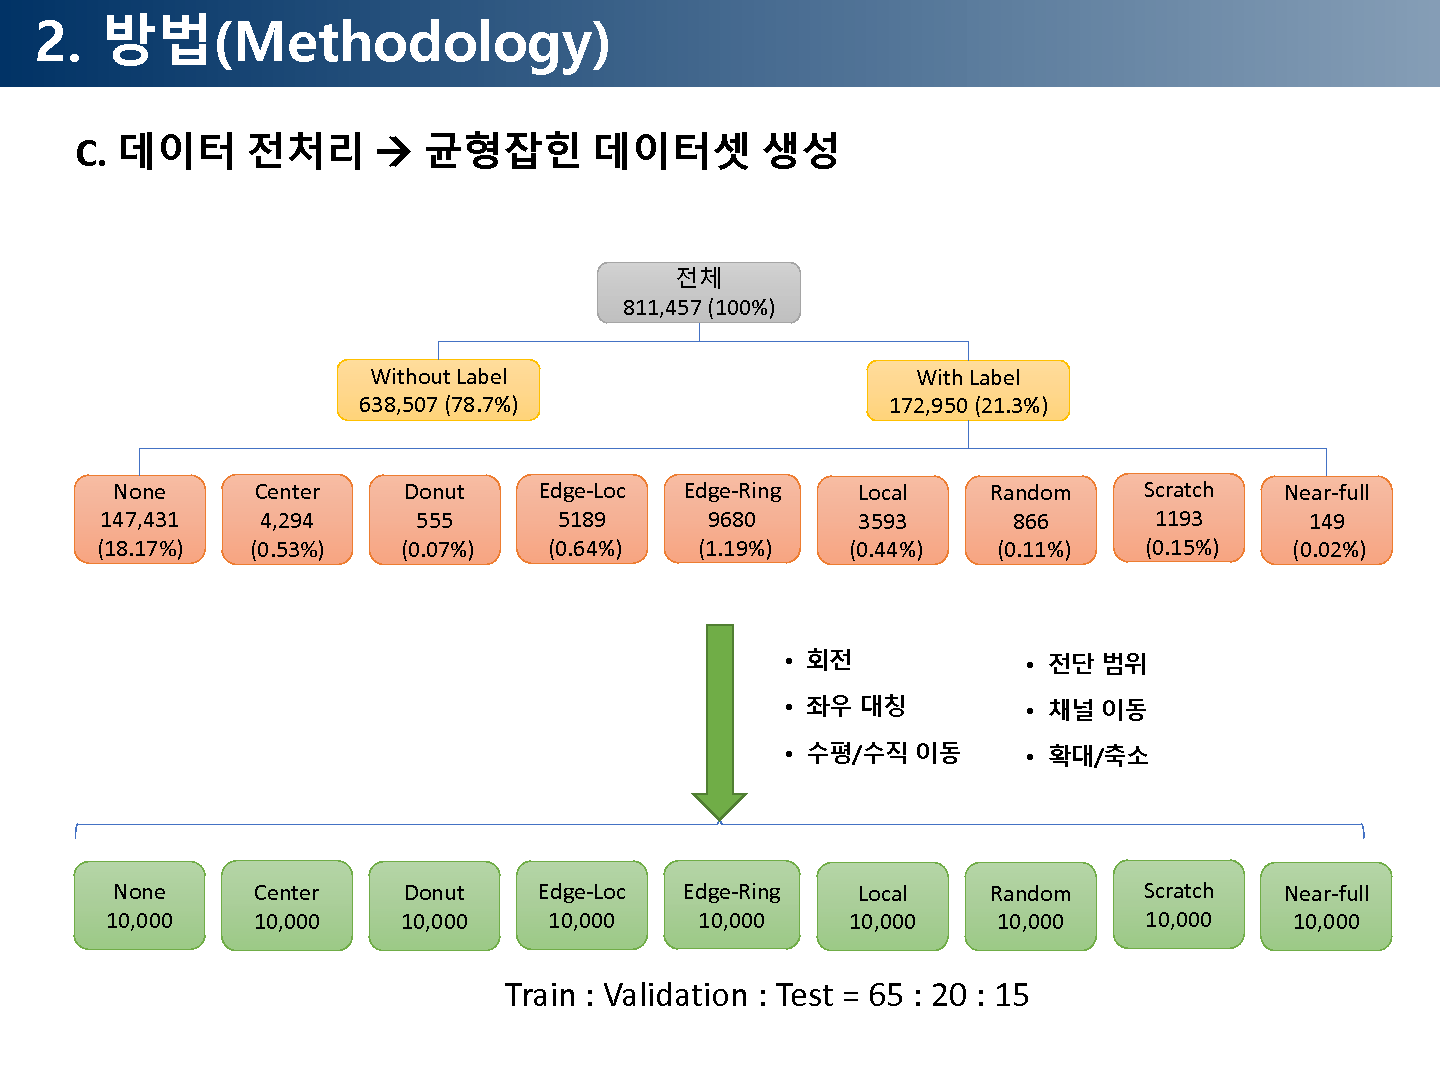 2. 방법(Methodology)
C. 데이터 전처리 → 균형잡힌 데이터셋 생성
전체
811,457 (100%)
Without Label
638,507 (78.7%)
With Label
172,950 (21.3%)
None
147,431
(18.17%)
Center
4,294
(0.53%)
Donut
555
(0.07%)
Edge-Loc
5189
(0.64%)
Edge-Ring
9680
(1.19%)
Local
3593
(0.44%)
Random
866
(0.11%)
Scratch
1193
(0.15%)
Near-full
149
(0.02%)
• 회전
• 좌우 대칭
• 수평/수직 이동
• 전단 범위
• 채널 이동
• 확대/축소
None
10,000
Center
10,000
Donut
10,000
Edge-Loc
10,000
Edge-Ring
10,000
Local
10,000
Random
10,000
Scratch
10,000
Near-full
10,000
Train : Validation : Test = 65 : 20 : 15